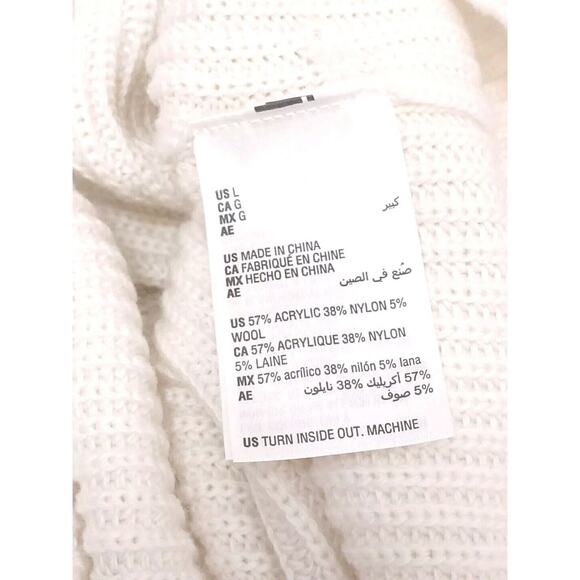 US L
CA G
MX G
AE كبير
US MADE IN CHINA
CA FABRIQUÉ EN CHINE
MX HECHO EN CHINA
AE صُنع في الصين
US 57% ACRYLIC 38% NYLON 5%
WOOL
CA 57% ACRYLIQUE 38% NYLON
5% LAINE
MX 57% acrílico 38% nilón 5% lana
AE 57% أكريليك 38% نايلون
5% صوف
US TURN INSIDE OUT. MACHINE